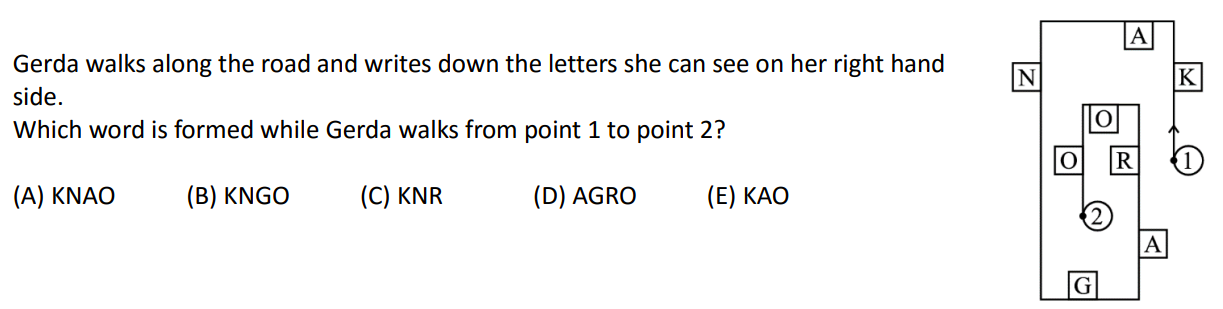 Gerda walks along the road and writes down the letters she can see on her right hand
side.
Which word is formed while Gerda walks from point 1 to point 2?
(A) KNAO (B) KNGO (C) KNR (D) AGRO (E) KAO
A
N K
O
O R 1
2
A
G